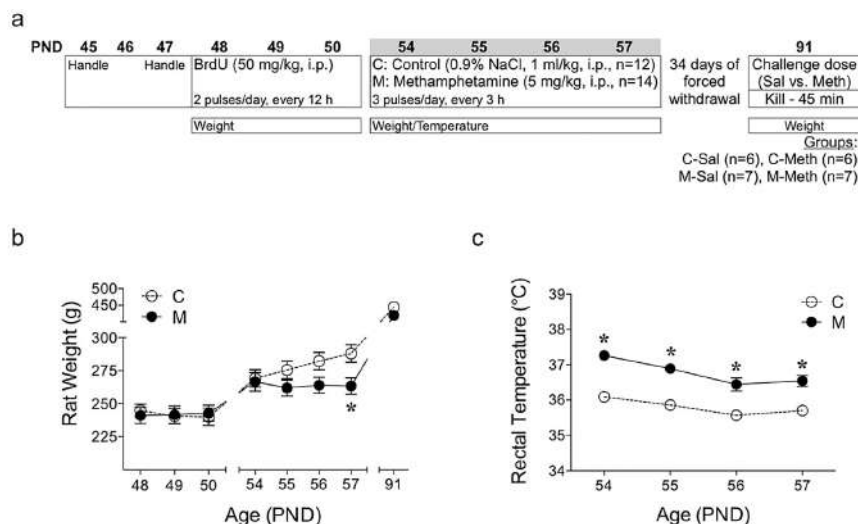 a
PND 45 46 47 48 49 50 54 55 56 57 91
Handle Handle
BrdU (50 mg/kg, i.p.)
2 pulses/day, every 12 h
Weight
C: Control (0.9% NaCl, 1 ml/kg, i.p., n=12)
M: Methamphetamine (5 mg/kg, i.p., n=14)
3 pulses/day, every 3 h
Weight/Temperature
34 days of
forced
withdrawal
Challenge dose
(Sal vs. Meth)
Kill - 45 min
Weight
Groups:
C-Sal (n=6), C-Meth (n=6)
M-Sal (n=7), M-Meth (n=7)
b
Rat Weight (g)
500
450
300
275
250
225
C
M
*
48 49 50 54 55 56 57 91
Age (PND)
c
Rectal Temperature (°C)
39
38
37
36
35
34
C
M
* * * *
54 55 56 57
Age (PND)